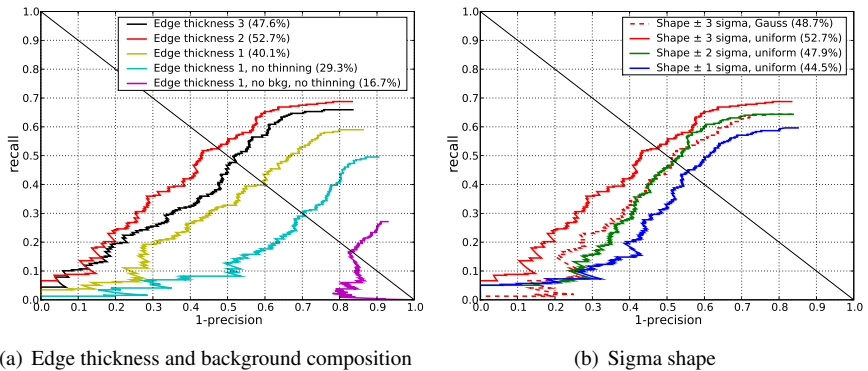 Edge thickness 3 (47.6%)
Edge thickness 2 (52.7%)
Edge thickness 1 (40.1%)
Edge thickness 1, no thinning (29.3%)
Edge thickness 1, no bkg, no thinning (16.7%)
1.0
0.9
0.8
0.7
0.6
0.5
0.4
0.3
0.2
0.1
0.0
recall
0.0 0.1 0.2 0.3 0.4 0.5 0.6 0.7 0.8 0.9 1.0
1-precision
(a) Edge thickness and background composition
Shape ± 3 sigma, Gauss (48.7%)
Shape ± 3 sigma, uniform (52.7%)
Shape ± 2 sigma, uniform (47.9%)
Shape ± 1 sigma, uniform (44.5%)
1.0
0.9
0.8
0.7
0.6
0.5
0.4
0.3
0.2
0.1
0.0
recall
0.0 0.1 0.2 0.3 0.4 0.5 0.6 0.7 0.8 0.9 1.0
1-precision
(b) Sigma shape